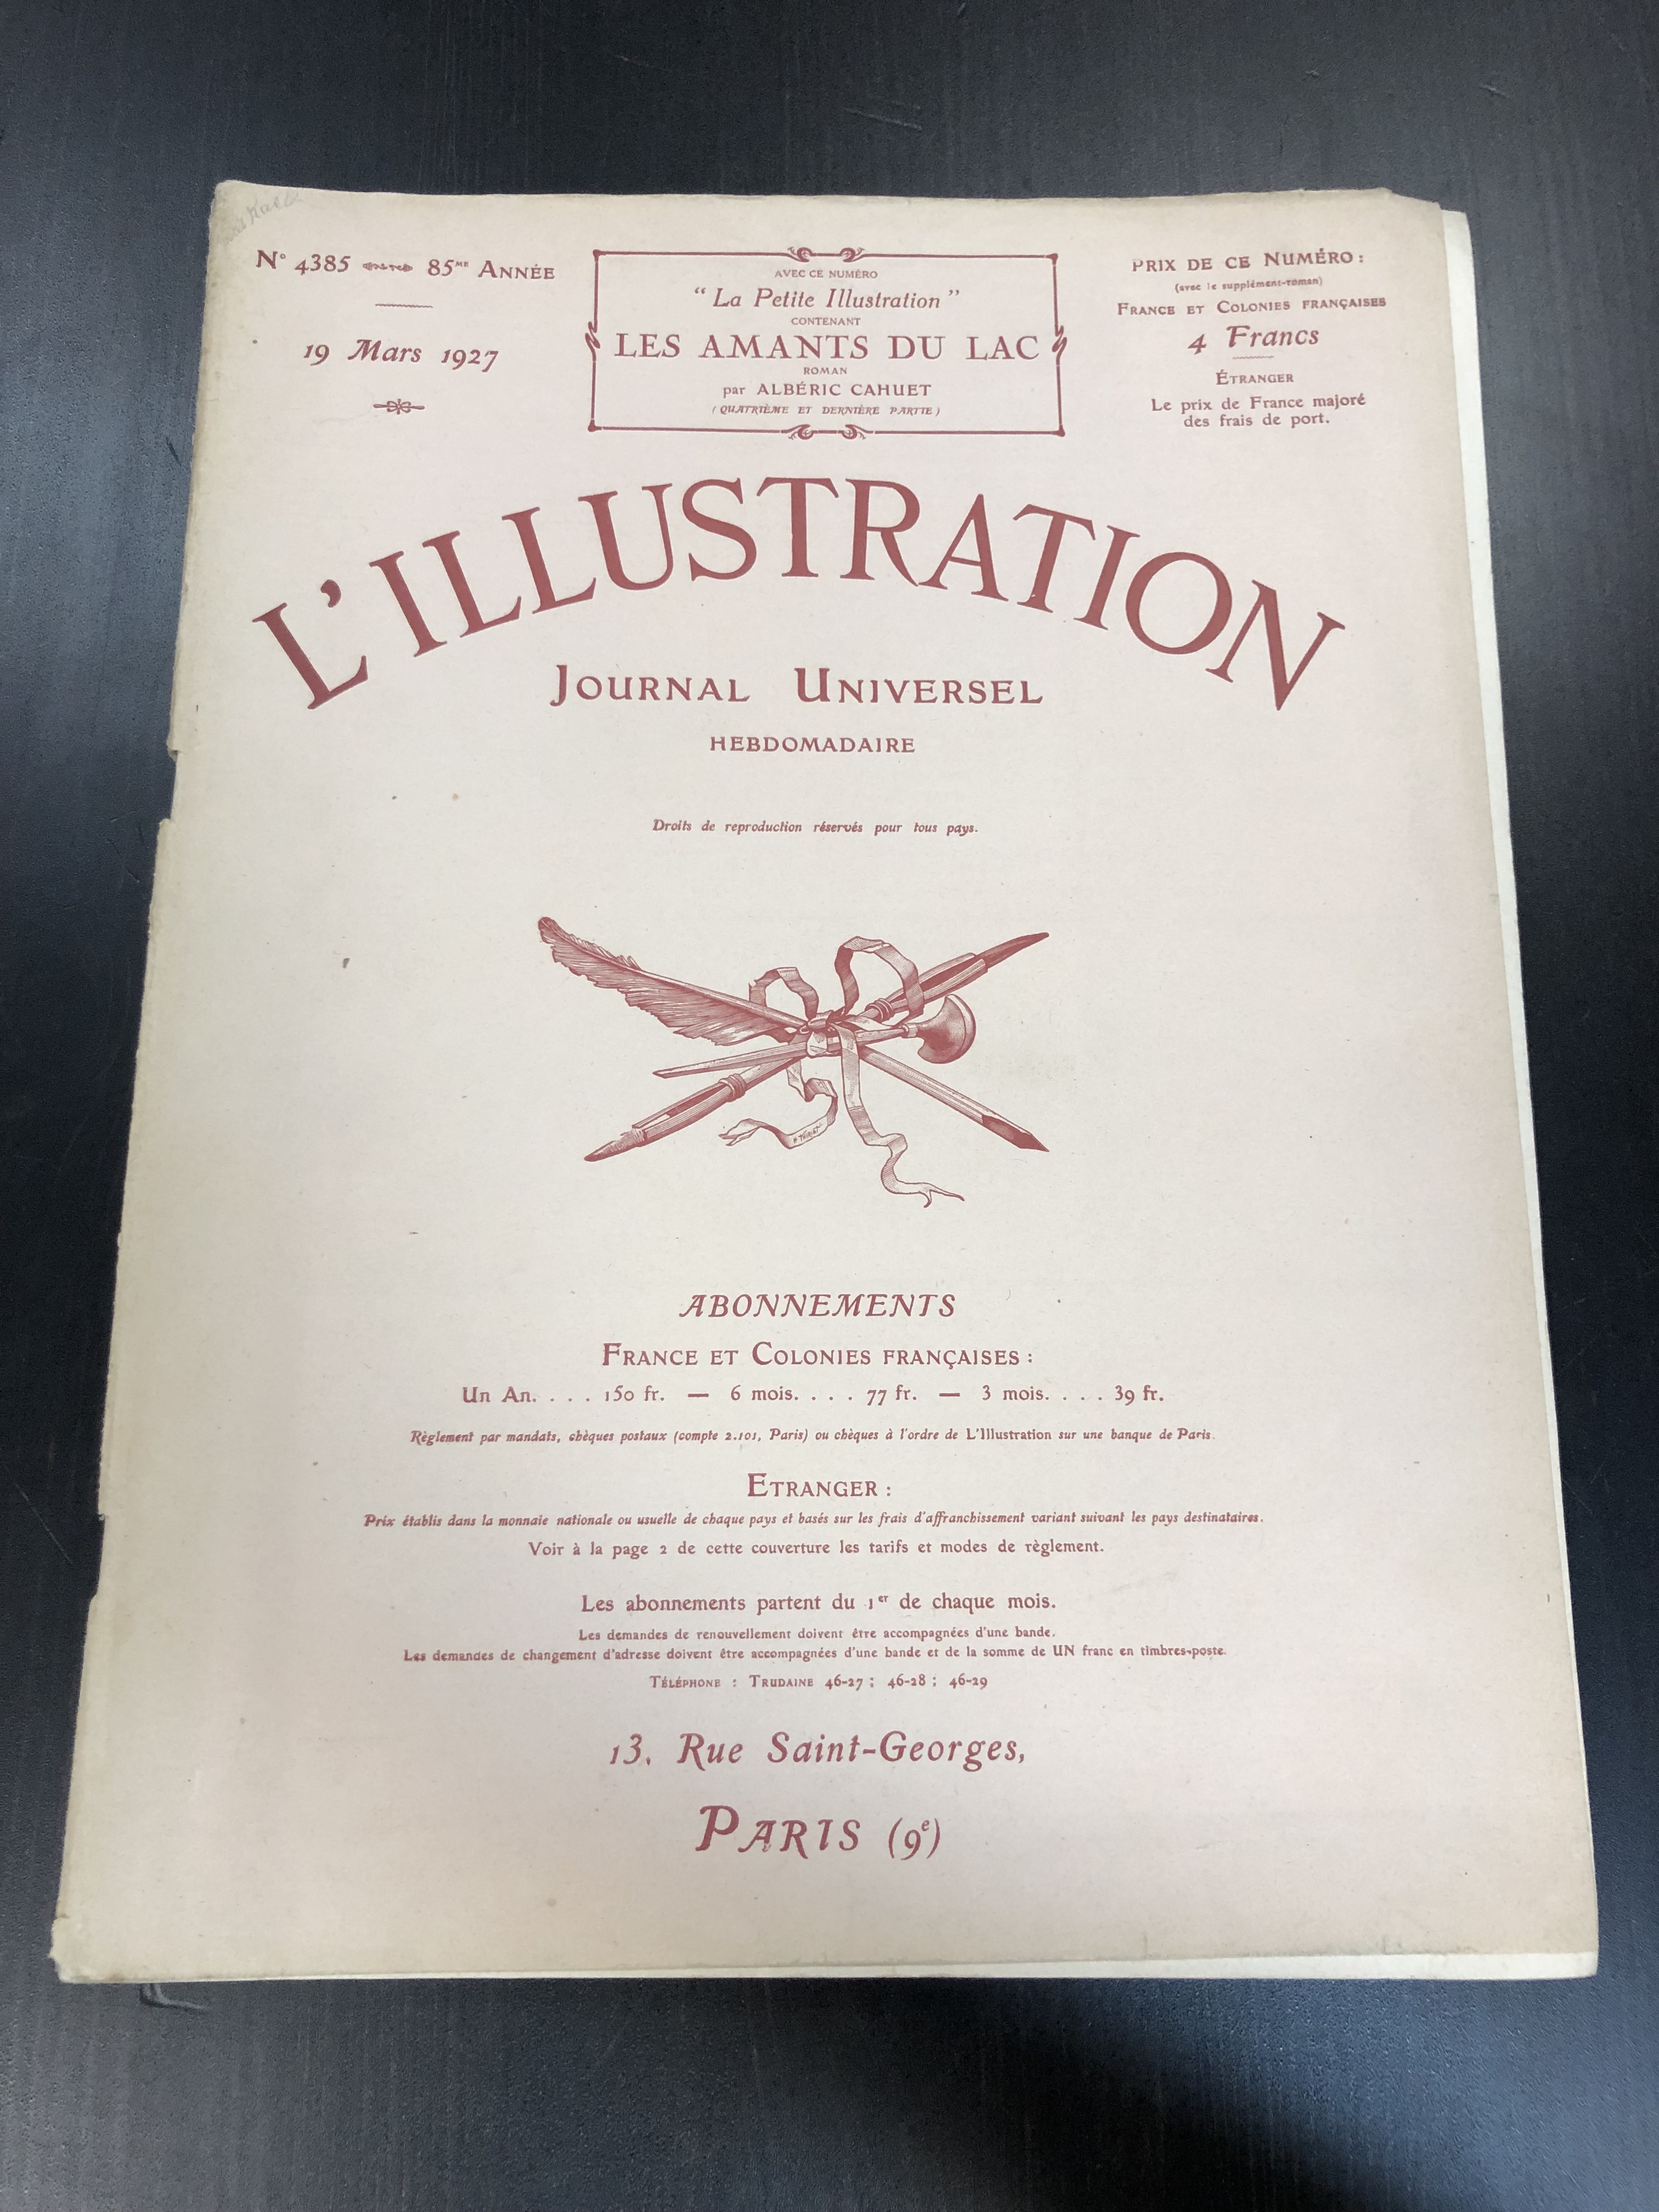 N° 4385 85ME ANNÉE
19 Mars 1927
AVEC CE NUMÉRO
"La Petite Illustration"
CONTENANT
LES AMANTS DU LAC
ROMAN
par ALBÉRIC CAHUET
(QUATRIÈME ET DERNIÈRE PARTIE)
PRIX DE CE NUMÉRO :
(avec le supplément-roman)
FRANCE ET COLONIES FRANÇAISES
4 Francs
ÉTRANGER
Le prix de France majoré
des frais de port.
L'ILLUSTRATION
JOURNAL UNIVERSEL
HEBDOMADAIRE
Droits de reproduction réservés pour tous pays.
ABONNEMENTS
FRANCE ET COLONIES FRANÇAISES :
Un An. . . . 150 fr. — 6 mois. . . . 77 fr. — 3 mois. . . . 39 fr.
Règlement par mandats, chèques postaux (compte 2.101, Paris) ou chèques à l'ordre de L'Illustration sur une banque de Paris.
ETRANGER :
Prix établis dans la monnaie nationale ou usuelle de chaque pays et basés sur les frais d'affranchissement variant suivant les pays destinataires.
Voir à la page 2 de cette couverture les tarifs et modes de règlement.
Les abonnements partent du 1er de chaque mois.
Les demandes de renouvellement doivent être accompagnées d'une bande.
Les demandes de changement d'adresse doivent être accompagnées d'une bande et de la somme de UN franc en timbres-poste.
TÉLÉPHONE : TRUDAINE 46-27 ; 46-28 ; 46-29
13, Rue Saint-Georges,
PARIS (9e)